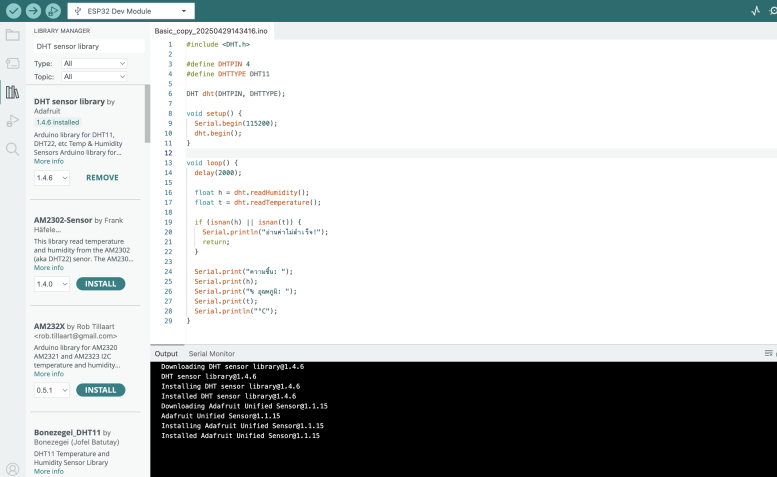 ESP32 Dev Module
LIBRARY MANAGER
DHT sensor library
Type: All
Topic: All
DHT sensor library by
Adafruit
1.4.6 installed
Arduino library for DHT11,
DHT22, etc Temp & Humidity
Sensors Arduino library for...
More info
1.4.6 REMOVE
AM2302-Sensor by Frank
Häfele...
This library read temperature
and humidity from the AM2302
(aka DHT22) senor. The AM230...
More info
1.4.0 INSTALL
AM232X by Rob Tillaart
<rob.tillaart@gmail.com>
Arduino library for AM2320
AM2321 and AM2323 I2C
temperature and humidity...
More info
0.5.1 INSTALL
Bonezegei_DHT11 by
Bonezegei (Jofel Batutay)
DHT11 Temperature and
Humidity Sensor Library
More info
Basic_copy_20250429143416.ino
1 #include <DHT.h>
2
3 #define DHTPIN 4
4 #define DHTTYPE DHT11
5
6 DHT dht(DHTPIN, DHTTYPE);
7
8 void setup() {
9 Serial.begin(115200);
10 dht.begin();
11 }
12
13 void loop() {
14 delay(2000);
15
16 float h = dht.readHumidity();
17 float t = dht.readTemperature();
18
19 if (isnan(h) || isnan(t)) {
20 Serial.println("อ่านค่าไม่สำเร็จ!");
21 return;
22 }
23
24 Serial.print("ความชื้น: ");
25 Serial.print(h);
26 Serial.print("% อุณหภูมิ: ");
27 Serial.print(t);
28 Serial.println("°C");
29 }
Output Serial Monitor
Downloading DHT sensor library@1.4.6
DHT sensor library@1.4.6
Installing DHT sensor library@1.4.6
Installed DHT sensor library@1.4.6
Downloading Adafruit Unified Sensor@1.1.15
Adafruit Unified Sensor@1.1.15
Installing Adafruit Unified Sensor@1.1.15
Installed Adafruit Unified Sensor@1.1.15